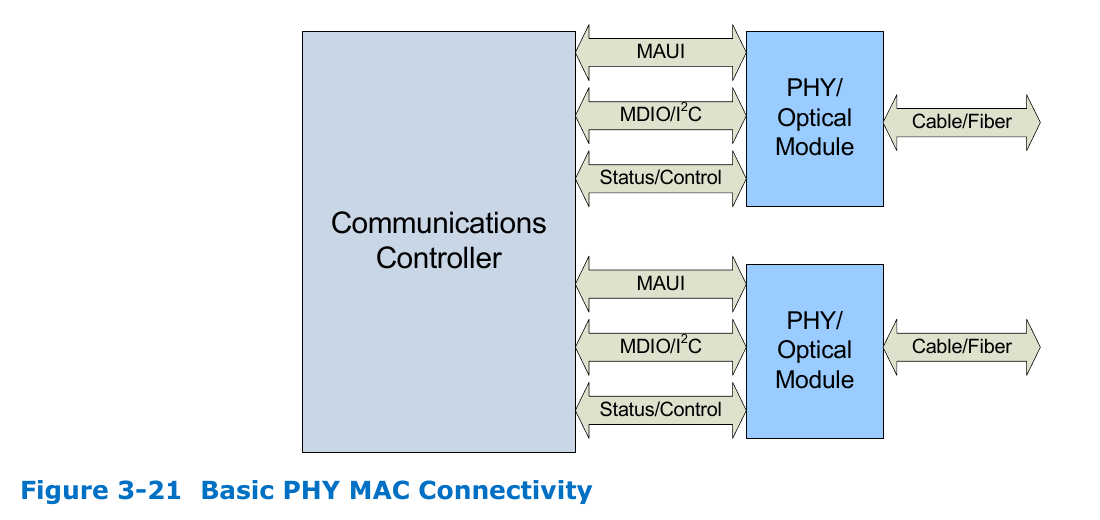 MAUI
MDIO/I²C
Status/Control
PHY/
Optical
Module
Cable/Fiber
Communications
Controller
MAUI
MDIO/I²C
Status/Control
PHY/
Optical
Module
Cable/Fiber
Figure 3-21 Basic PHY MAC Connectivity